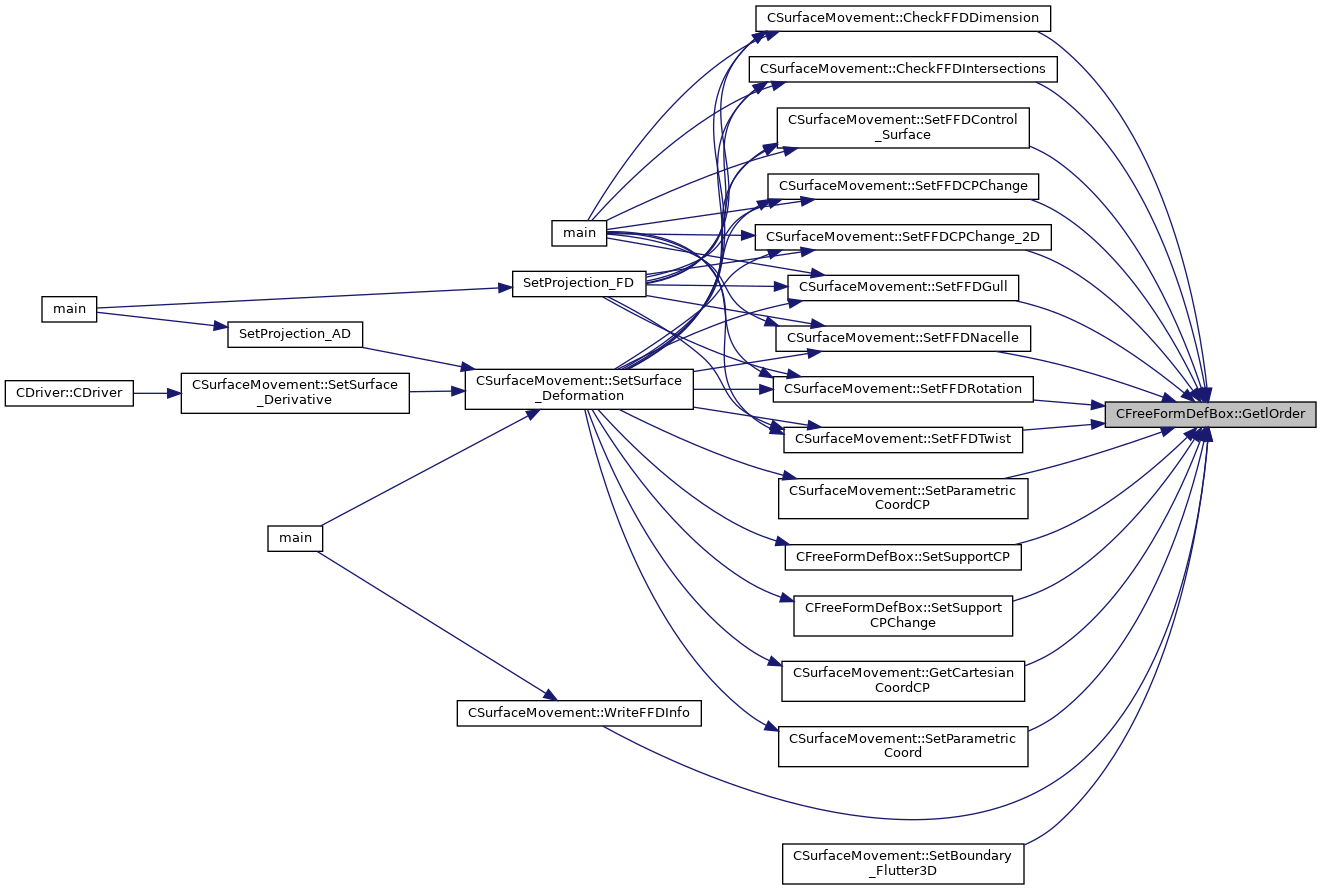 CSurfaceMovement::CheckFFDDimension
CSurfaceMovement::CheckFFDIntersections
CSurfaceMovement::SetFFDControl
_Surface
CSurfaceMovement::SetFFDCPChange
main
CSurfaceMovement::SetFFDCPChange_2D
SetProjection_FD
CSurfaceMovement::SetFFDGull
main
SetProjection_AD
CSurfaceMovement::SetFFDNacelle
CDriver::CDriver
CSurfaceMovement::SetSurface
_Derivative
CSurfaceMovement::SetSurface
_Deformation
CSurfaceMovement::SetFFDRotation
CFreeFormDefBox::GetlOrder
CSurfaceMovement::SetFFDTwist
CSurfaceMovement::SetParametric
CoordCP
main
CFreeFormDefBox::SetSupportCP
CFreeFormDefBox::SetSupport
CPChange
CSurfaceMovement::GetCartesian
CoordCP
CSurfaceMovement::WriteFFDInfo
CSurfaceMovement::SetParametric
Coord
CSurfaceMovement::SetBoundary
_Flutter3D